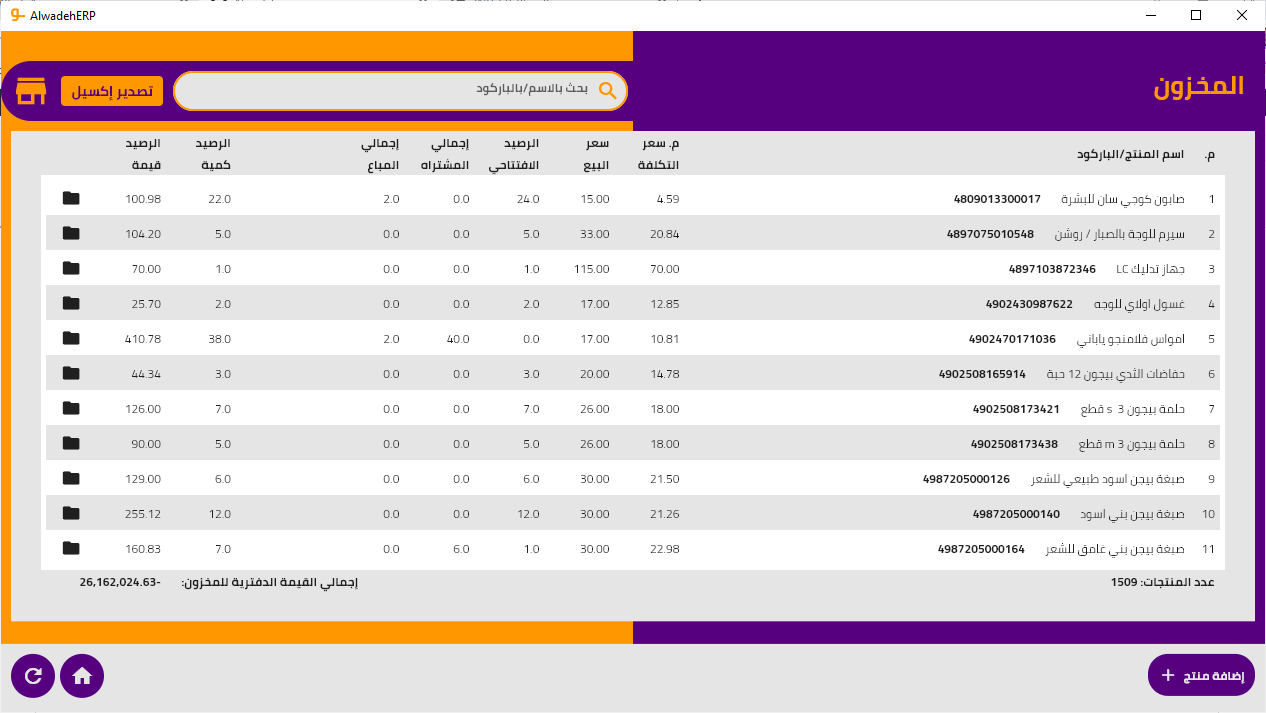 AlwadehERP
المخزون
بحث بالاسم/بالباركود
تصدير إكسيل
م. اسم المنتج/الباركود م. سعر التكلفة سعر البيع الرصيد الافتتاحي إجمالي المشتراه إجمالي المباع الرصيد كمية الرصيد قيمة
1 صابون كوجي سان للبشرة 4809013300017 4.59 15.00 24.0 0.0 2.0 22.0 100.98
2 سيرم للوجة بالصبار / روشن 4897075010548 20.84 33.00 5.0 0.0 0.0 5.0 104.20
3 جهاز تدليك LC 4897103872346 70.00 115.00 1.0 0.0 0.0 1.0 70.00
4 غسول اولاي للوجه 4902430987622 12.85 17.00 2.0 0.0 0.0 2.0 25.70
5 امواس فلامنجو ياباني 4902470171036 10.81 17.00 0.0 40.0 2.0 38.0 410.78
6 حفاضات الثدي بيجون 12 حبة 4902508165914 14.78 20.00 3.0 0.0 0.0 3.0 44.34
7 حلمة بيجون s 3 قطع 4902508173421 18.00 26.00 7.0 0.0 0.0 7.0 126.00
8 حلمة بيجون m 3 قطع 4902508173438 18.00 26.00 5.0 0.0 0.0 5.0 90.00
9 صبغة بيجن اسود طبيعي للشعر 4987205000126 21.50 30.00 6.0 0.0 0.0 6.0 129.00
10 صبغة بيجن بني اسود 4987205000140 21.26 30.00 12.0 0.0 0.0 12.0 255.12
11 صبغة بيجن بني غامق للشعر 4987205000164 22.98 30.00 1.0 6.0 0.0 7.0 160.83
عدد المنتجات: 1509 إجمالي القيمة الدفترية للمخزون: 26,162,024.63-
إضافة منتج +